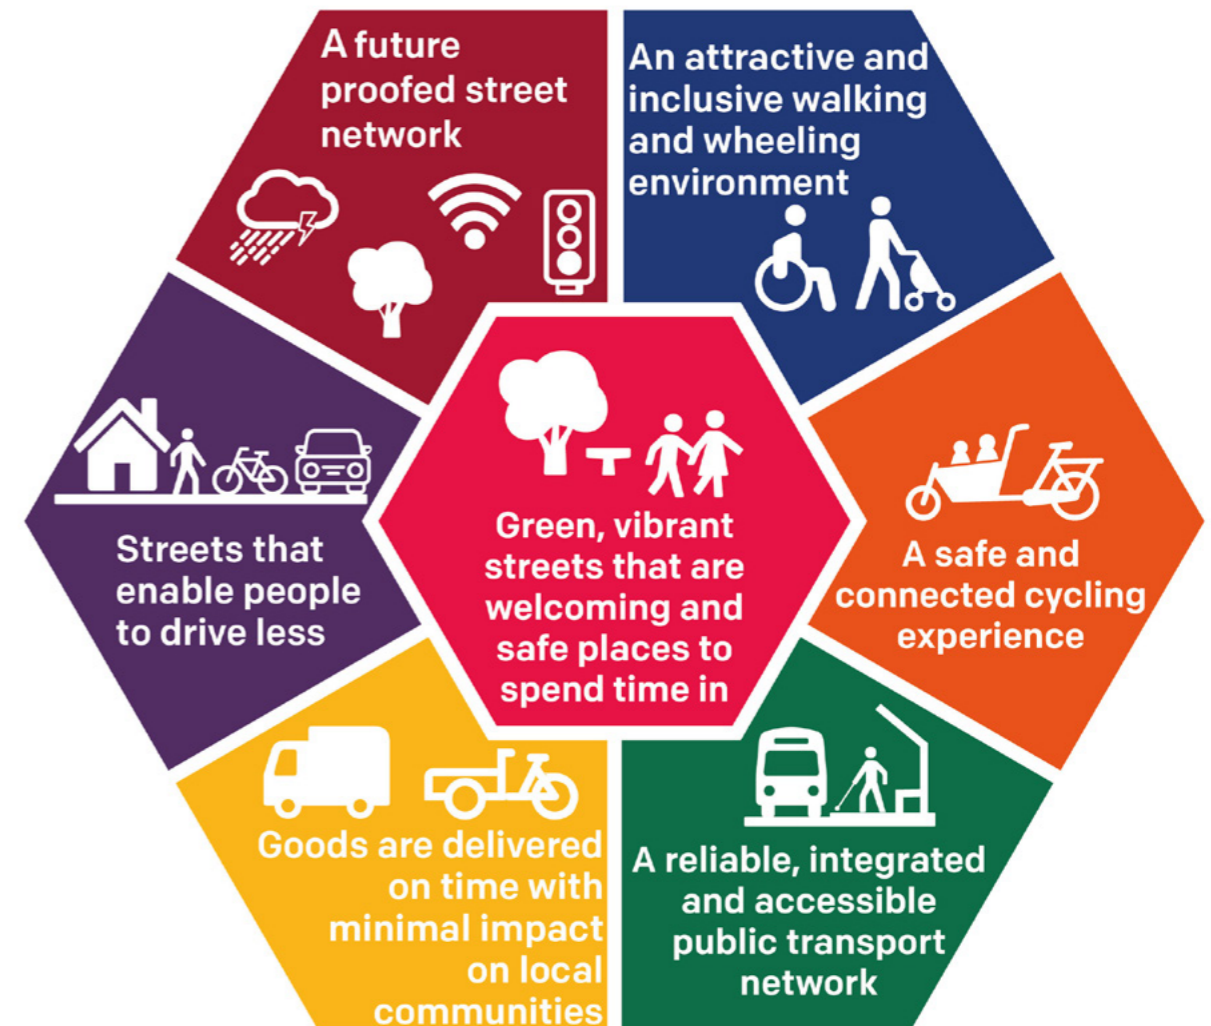 A future
proofed street
network
An attractive and
inclusive walking
and wheeling
environment
Streets that
enable people
to drive less
Green, vibrant
streets that are
welcoming and
safe places to
spend time in
A safe and
connected cycling
experience
Goods are delivered
on time with
minimal impact
on local
communities
A reliable, integrated
and accessible
public transport
network